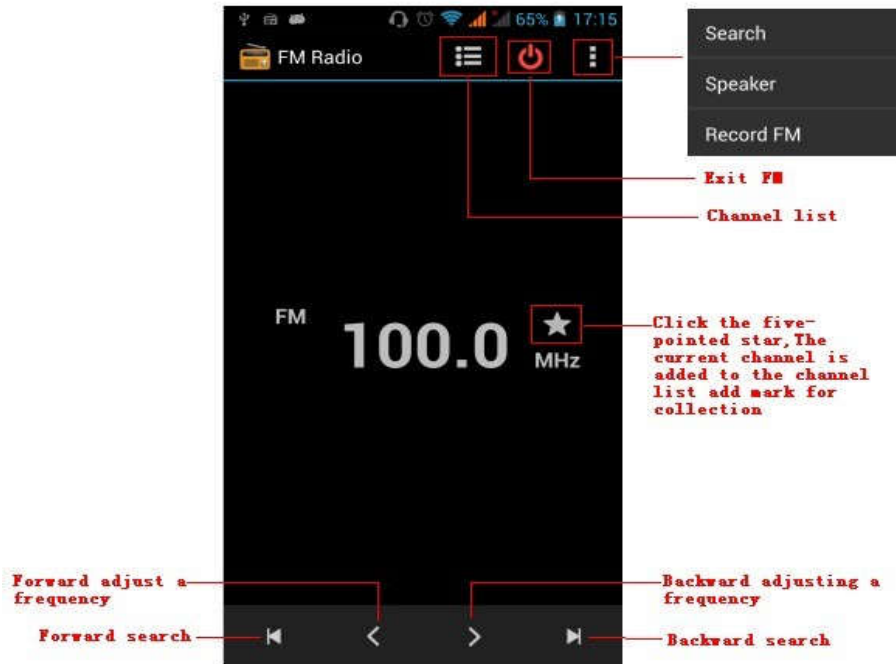 65% 17:15
FM Radio
Search
Speaker
Record FM
Exit FM
Channel list
FM
100.0
MHz
Click the five-
pointed star,The
current channel is
added to the channel
list add mark for
collection
Forward adjust a
frequency
Backward adjusting a
frequency
Forward search
Backward search